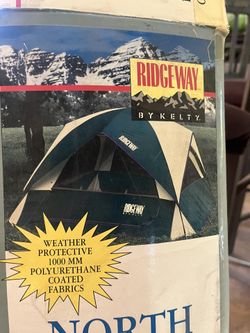 RIDGEWAY
BY KELTY
RIDGEWAY
RIDGEWAY
WEATHER
PROTECTIVE
1000 MM
POLYURETHANE
COATED
FABRICS
NORTH